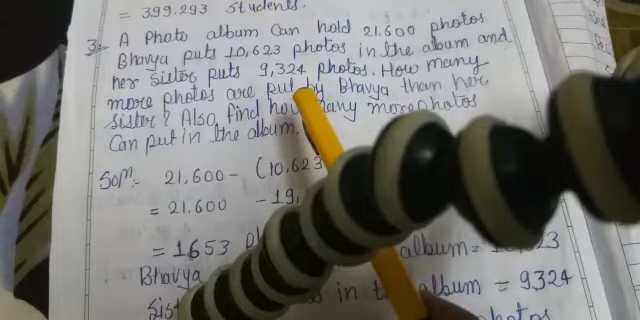 = 399.293 students.
3. A Photo album Can hold 21.600 photos
Bhavya puts 10,623 photos in the album and
her sister puts 9,324 photos. How many
more photos are put by Bhavya than her
sister? Also find how many more photos
Can put in the album.
Soln:- 21.600 - (10.623
= 21.600 - 19,
= 1653 album=
Bhavya in album = 9324